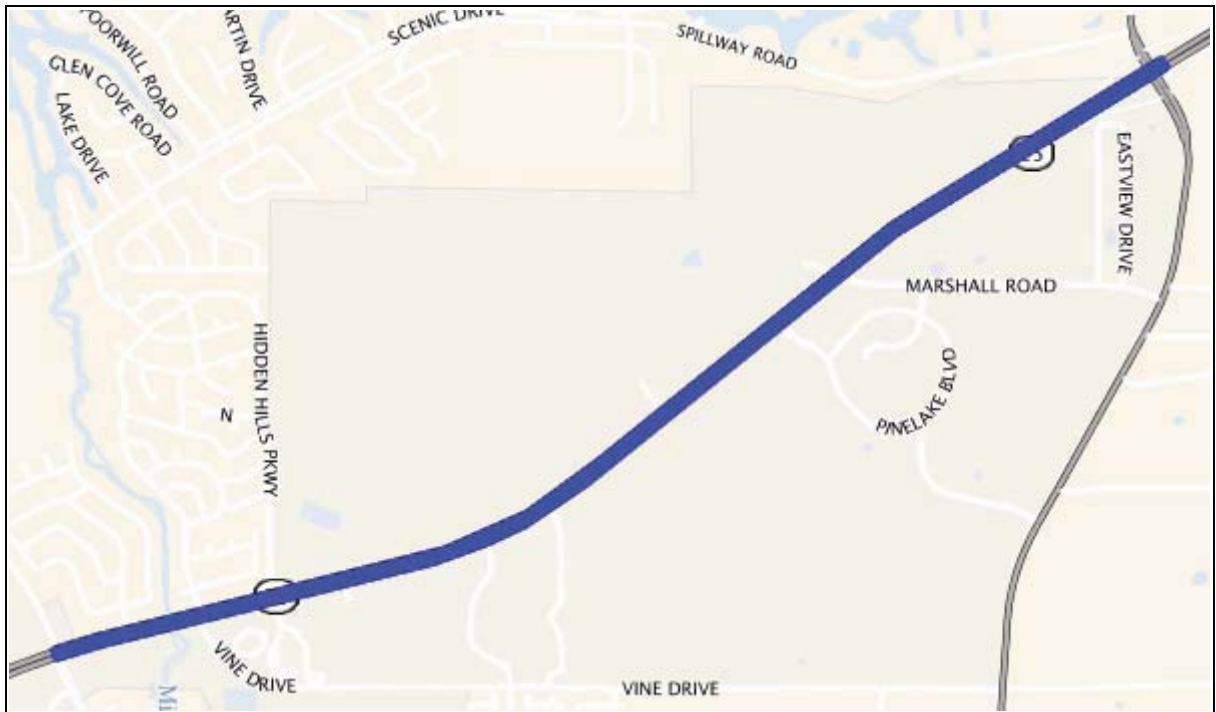 SCENIC DRIVE
SPILLWAY ROAD
GLEN COVE ROAD
LAKE DRIVE
EASTVIEW DRIVE
MARSHALL ROAD
HIDDEN HILLS PKWY
PINELAKE BLVD
N
VINE DRIVE
VINE DRIVE
Mi